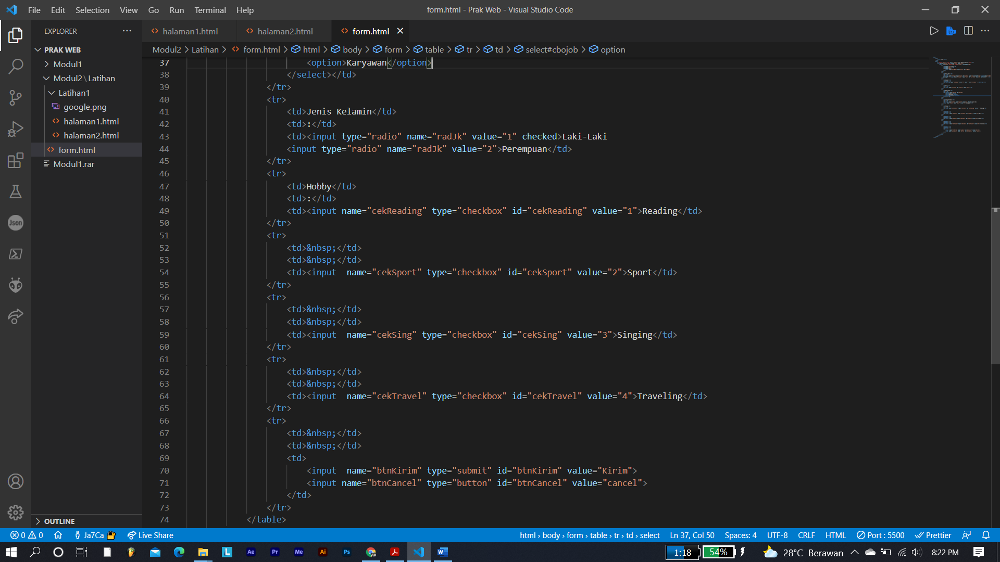 File Edit Selection View Go Run Terminal Help
form.html - Prak Web - Visual Studio Code
EXPLORER
halaman1.html
halaman2.html
form.html
PRAK WEB
Modul1
Modul2 \ Latihan
Latihan1
google.png
halaman1.html
halaman2.html
form.html
Modul1.rar
OUTLINE
Json
Modul2 > Latihan > form.html > html > body > form > table > tr > td > select#cbojob > option
37 <option>Karyawan</option>
38 </select></td>
39 </tr>
40 <tr>
41 <td>Jenis Kelamin</td>
42 <td>:</td>
43 <td><input type="radio" name="radJk" value="1" checked>Laki-Laki
44 <input type="radio" name="radJk" value="2">Perempuan</td>
45 </tr>
46 <tr>
47 <td>Hobby</td>
48 <td>:</td>
49 <td><input name="cekReading" type="checkbox" id="cekReading" value="1">Reading</td>
50 </tr>
51 <tr>
52 <td>&nbsp;</td>
53 <td>&nbsp;</td>
54 <td><input  name="cekSport" type="checkbox" id="cekSport" value="2">Sport</td>
55 </tr>
56 <tr>
57 <td>&nbsp;</td>
58 <td>&nbsp;</td>
59 <td><input  name="cekSing" type="checkbox" id="cekSing" value="3">Singing</td>
60 </tr>
61 <tr>
62 <td>&nbsp;</td>
63 <td>&nbsp;</td>
64 <td><input  name="cekTravel" type="checkbox" id="cekTravel" value="4">Traveling</td>
65 </tr>
66 <tr>
67 <td>&nbsp;</td>
68 <td>&nbsp;</td>
69 <td>
70 <input  name="btnKirim" type="submit" id="btnKirim" value="Kirim">
71 <input name="btnCancel" type="button" id="btnCancel" value="cancel">
72 </td>
73 </tr>
74 </table>
0 0 Ja7Ca Live Share html › body › form › table › tr › td › select Ln 37, Col 50 Spaces: 4 UTF-8 CRLF HTML Port : 5500 Prettier
L Ae Pr Me Ai Ps W 1:18 54% 28°C Berawan 8:22 PM